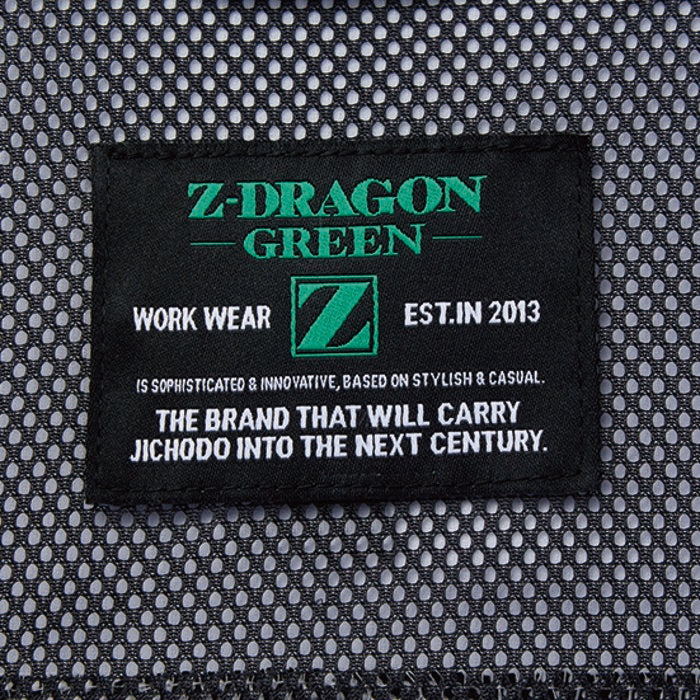 Z-DRAGON
GREEN
WORK WEAR Z EST.IN 2013
IS SOPHISTICATED & INNOVATIVE, BASED ON STYLISH & CASUAL.
THE BRAND THAT WILL CARRY
JICHODO INTO THE NEXT CENTURY.